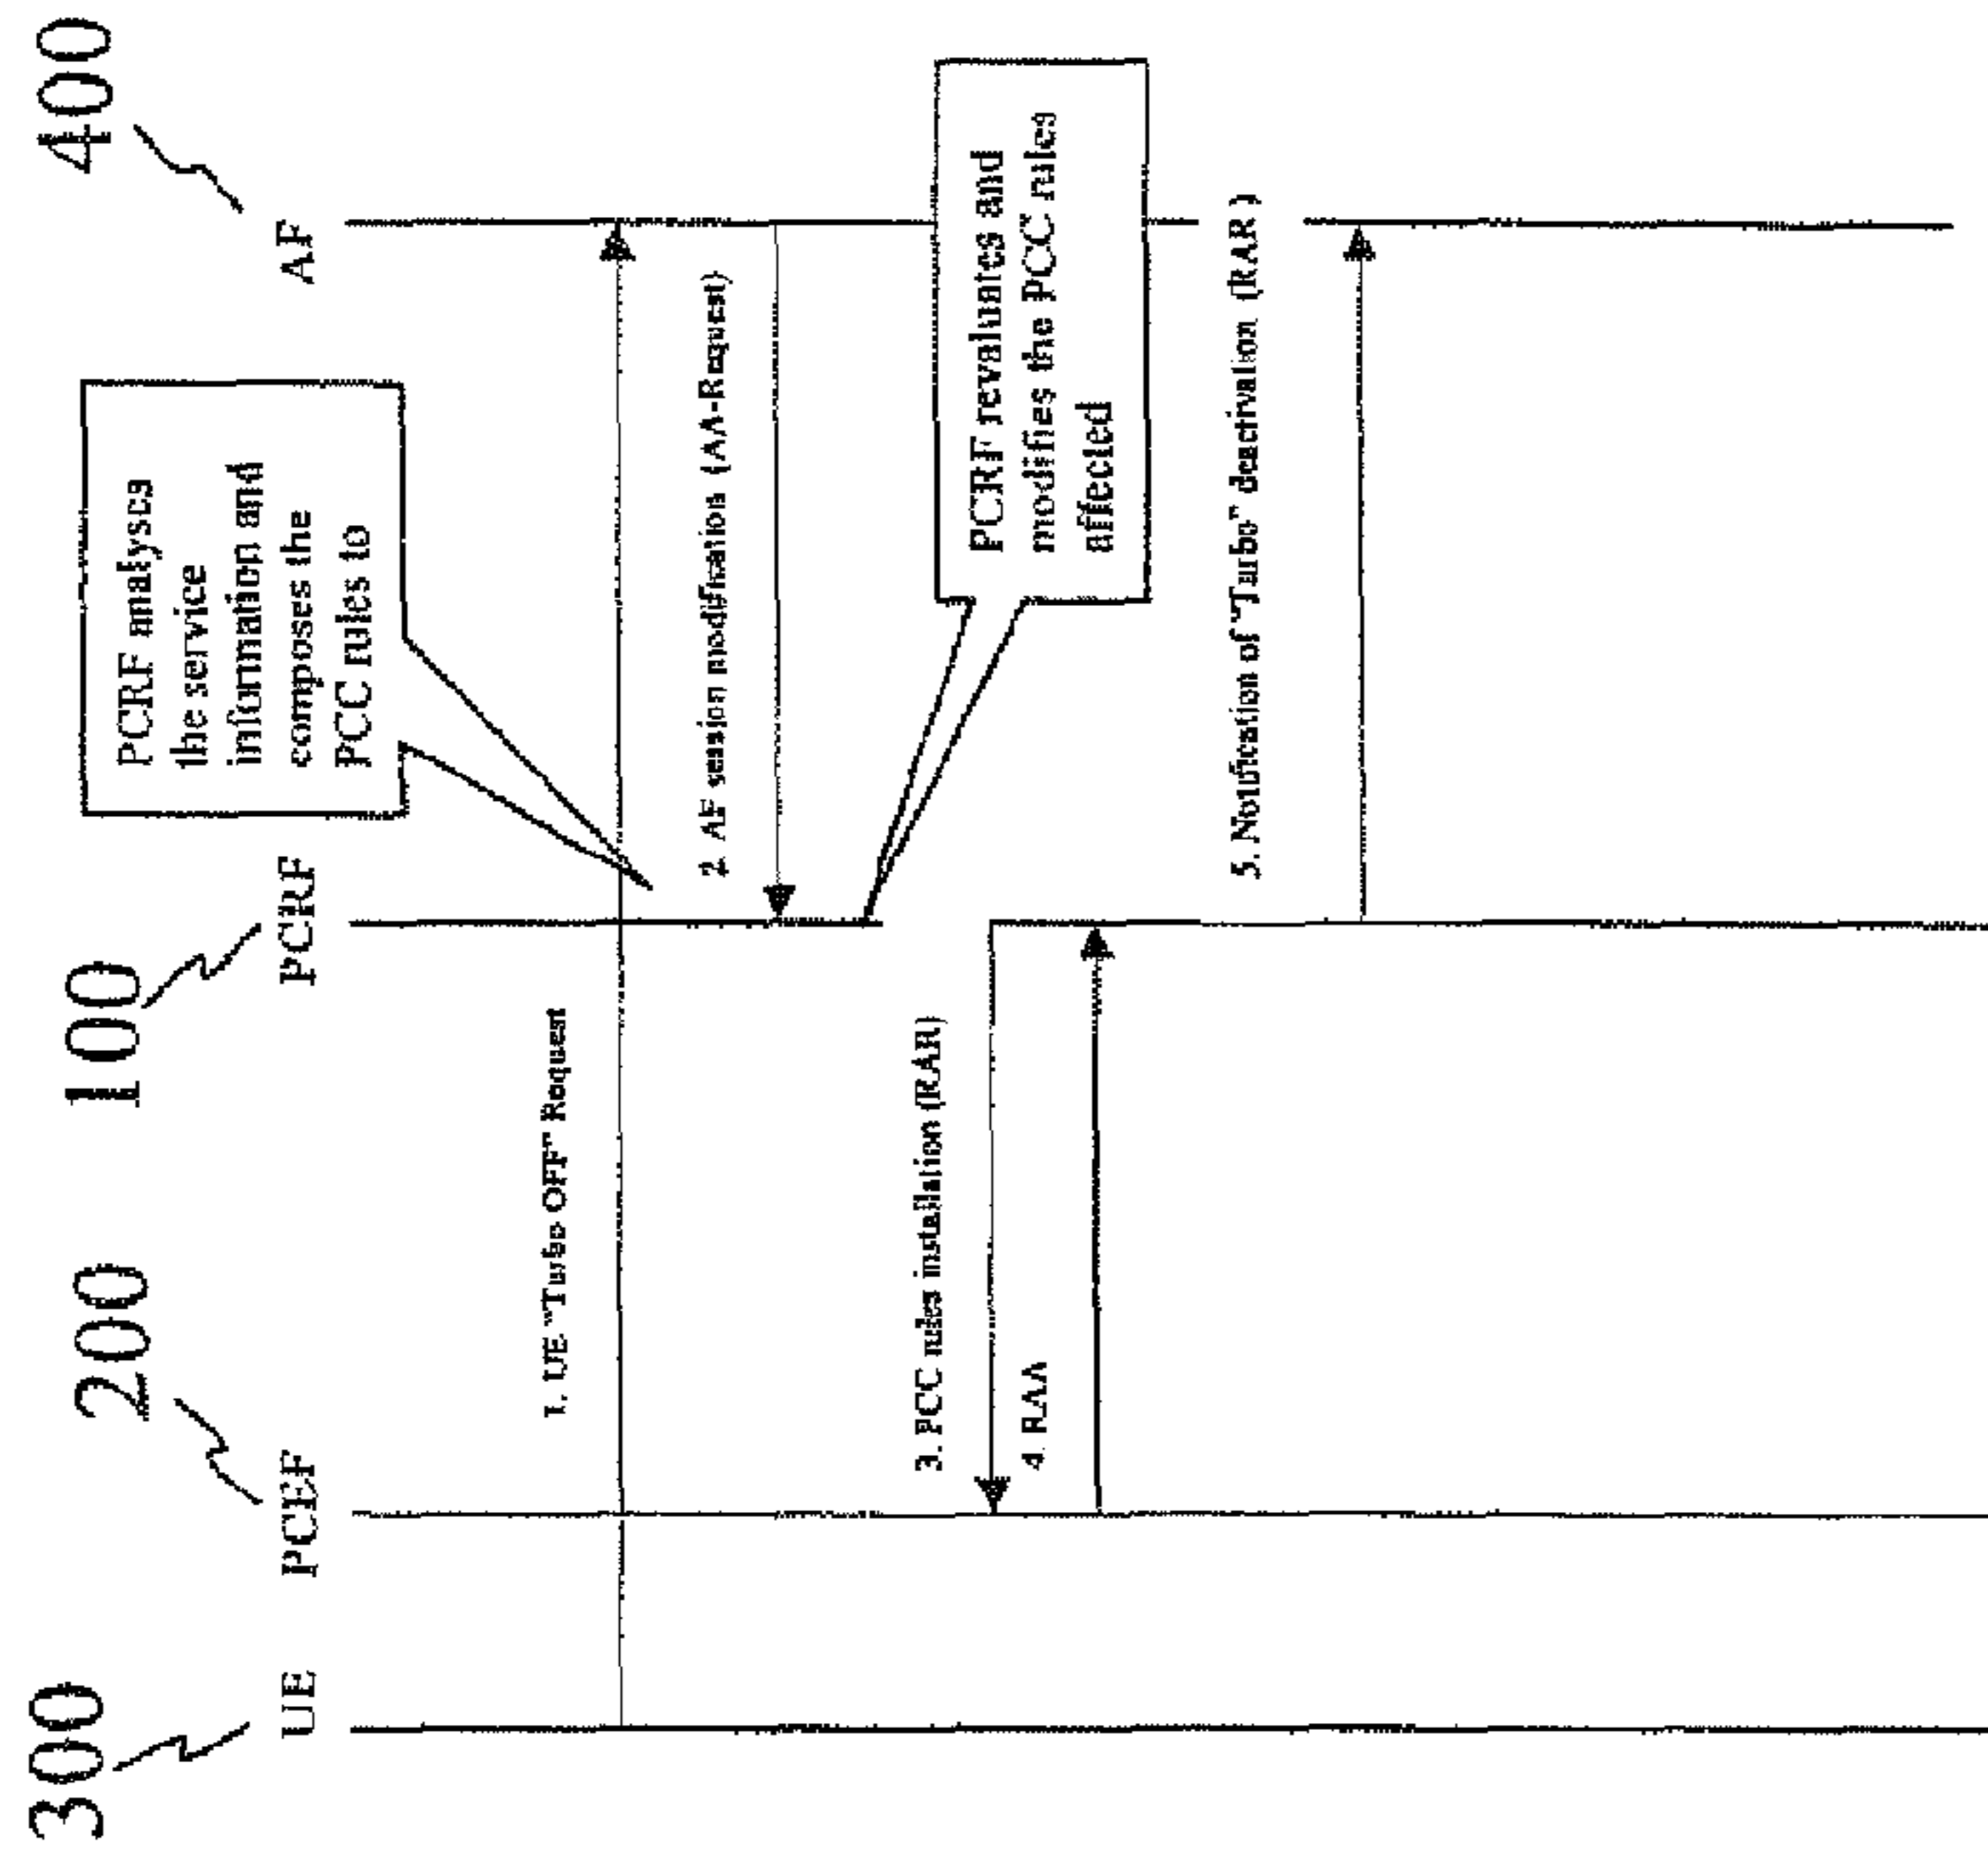 300
200
100
400
UE
PCEF
PCRF
AF
PCRF analyses
the service
information and
composes the
PCC rules to
1. UE "Turbo OFF" Request
2. AF session modification (AA-Request)
PCRF revaluates and
modifies the PCC rules
affected
3. PCC rules installation (RAR)
4. RAA
5. Notification of "Turbo" deactivation (RAR)